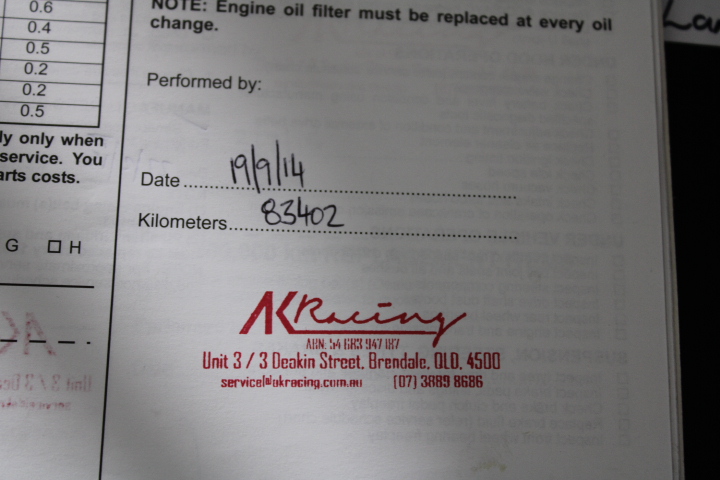 0.6
0.4
0.5
0.2
0.2
0.5
ly only when
service. You
arts costs.
G □ H
NOTE: Engine oil filter must be replaced at every oil
change.
Performed by:
Date 19/9/14
Kilometers 83402
AK Racing
ABN: 54 683 947 187
Unit 3 / 3 Deakin Street, Brendale, QLD, 4500
service@akracing.com.au (07) 3889 8686